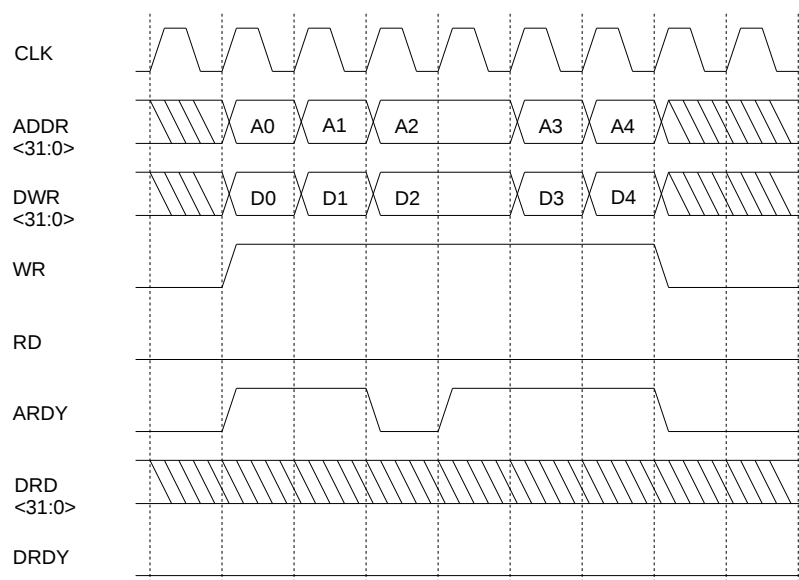 CLK
ADDR
<31:0>
A0 A1 A2 A3 A4
DWR
<31:0>
D0 D1 D2 D3 D4
WR
RD
ARDY
DRD
<31:0>
DRDY